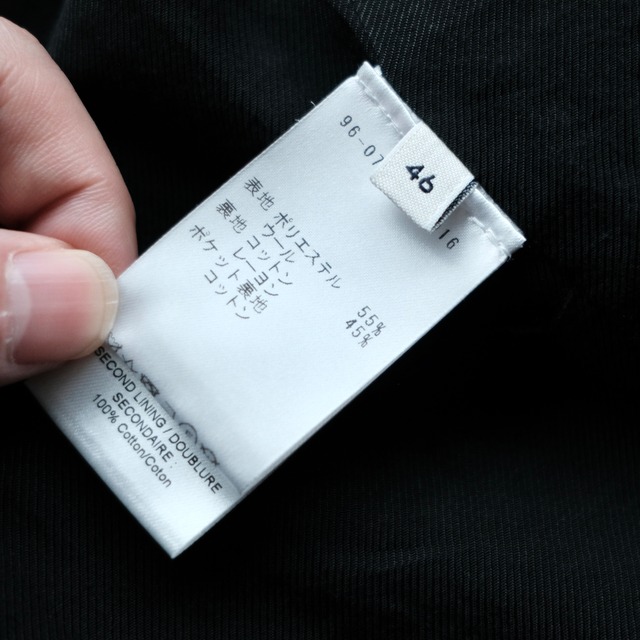 96-07
46
16
表地 ポリエステル 55%
ウール 45%
裏地 コットン
レーヨン
ポケット裏地
コットン
SECOND LINING / DOUBLURE
SECONDAIRE:
100% Cotton/Coton